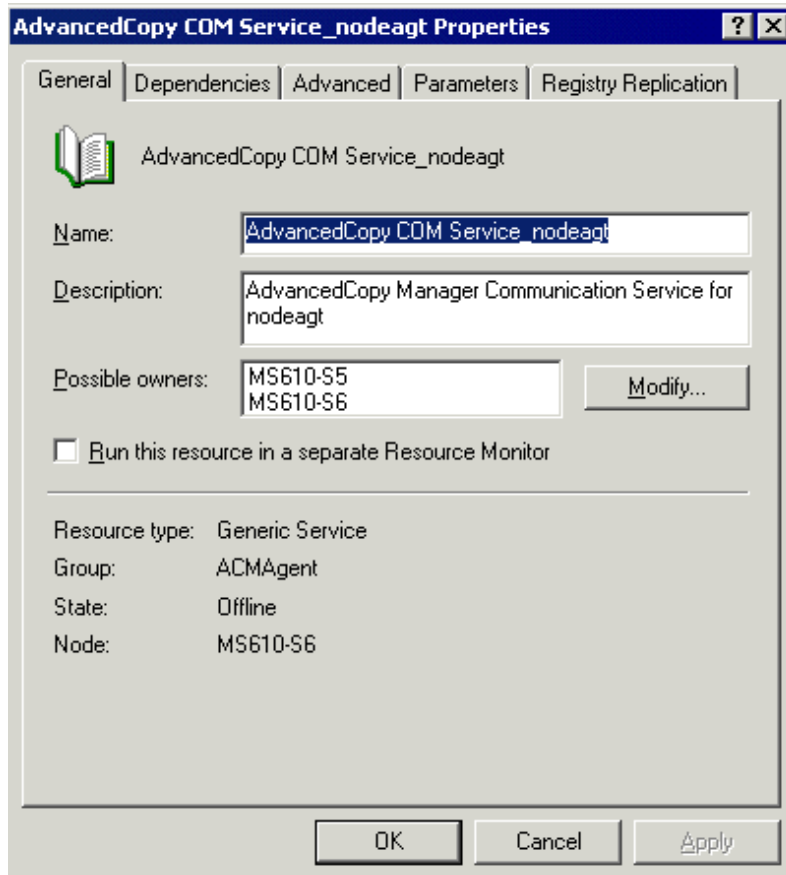 AdvancedCopy COM Service_nodeagt Properties
General Dependencies Advanced Parameters Registry Replication
AdvancedCopy COM Service_nodeagt
Name: AdvancedCopy COM Service_nodeagt
Description: AdvancedCopy Manager Communication Service for
nodeagt
Possible owners: MS610-S5
MS610-S6
Modify...
Run this resource in a separate Resource Monitor
Resource type: Generic Service
Group: ACMAgent
State: Offline
Node: MS610-S6
OK Cancel Apply